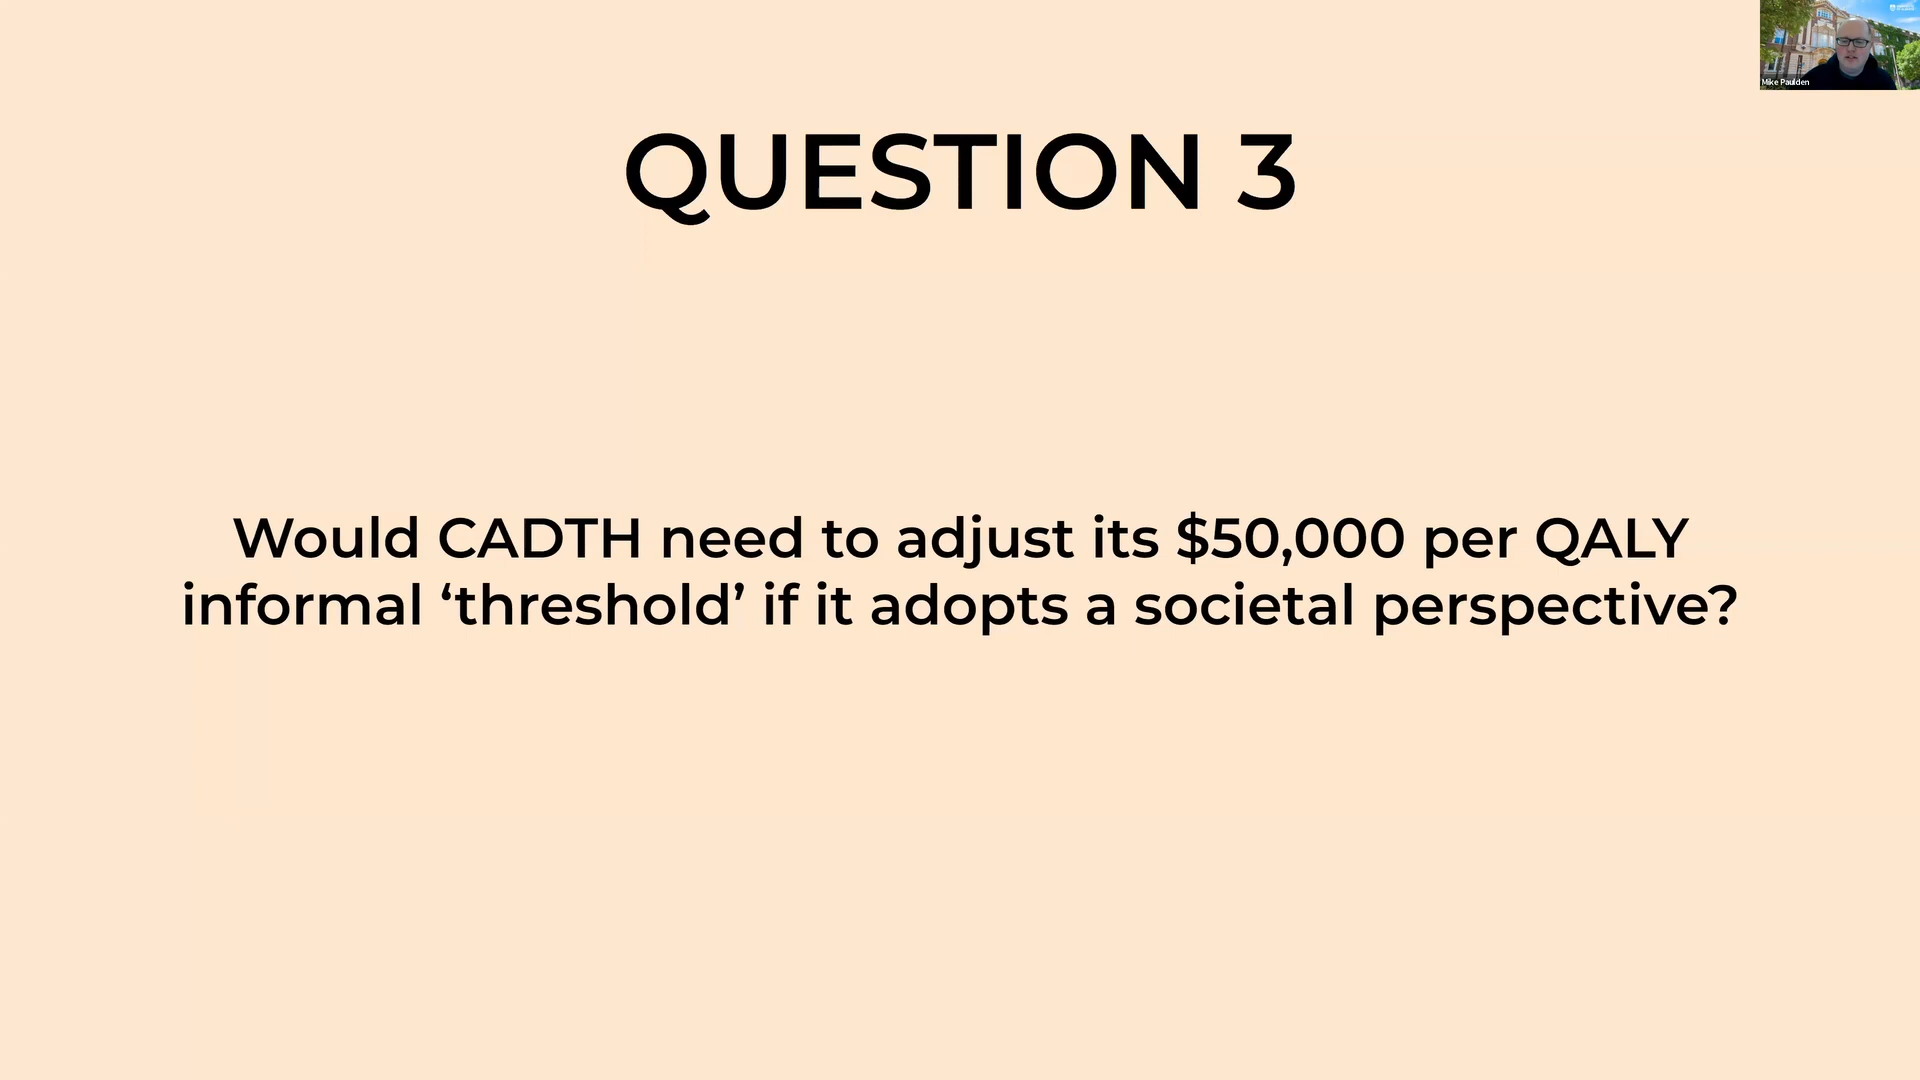 Mike Paulden
QUESTION 3
Would CADTH need to adjust its $50,000 per QALY
informal ‘threshold’ if it adopts a societal perspective?